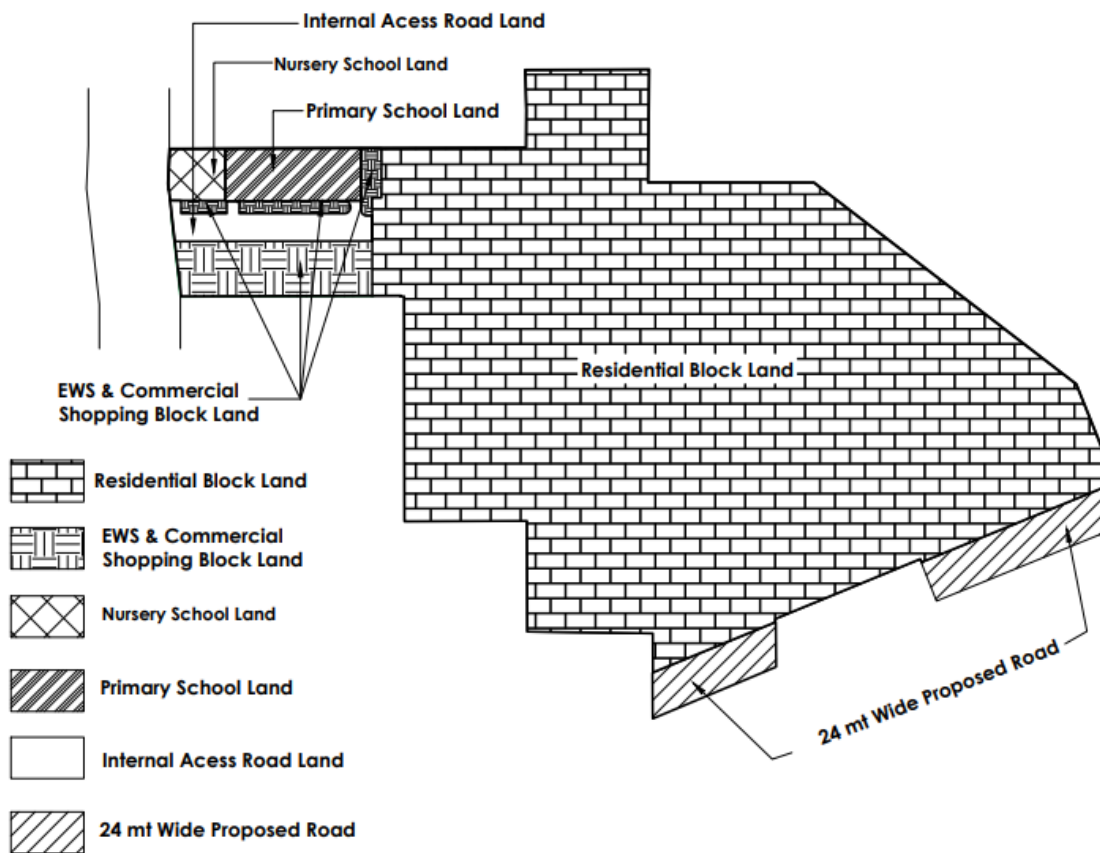 Internal Acess Road Land
Nursery School Land
Primary School Land
Residential Block Land
EWS & Commercial
Shopping Block Land
24 mt Wide Proposed Road
Residential Block Land
EWS & Commercial
Shopping Block Land
Nursery School Land
Primary School Land
Internal Acess Road Land
24 mt Wide Proposed Road